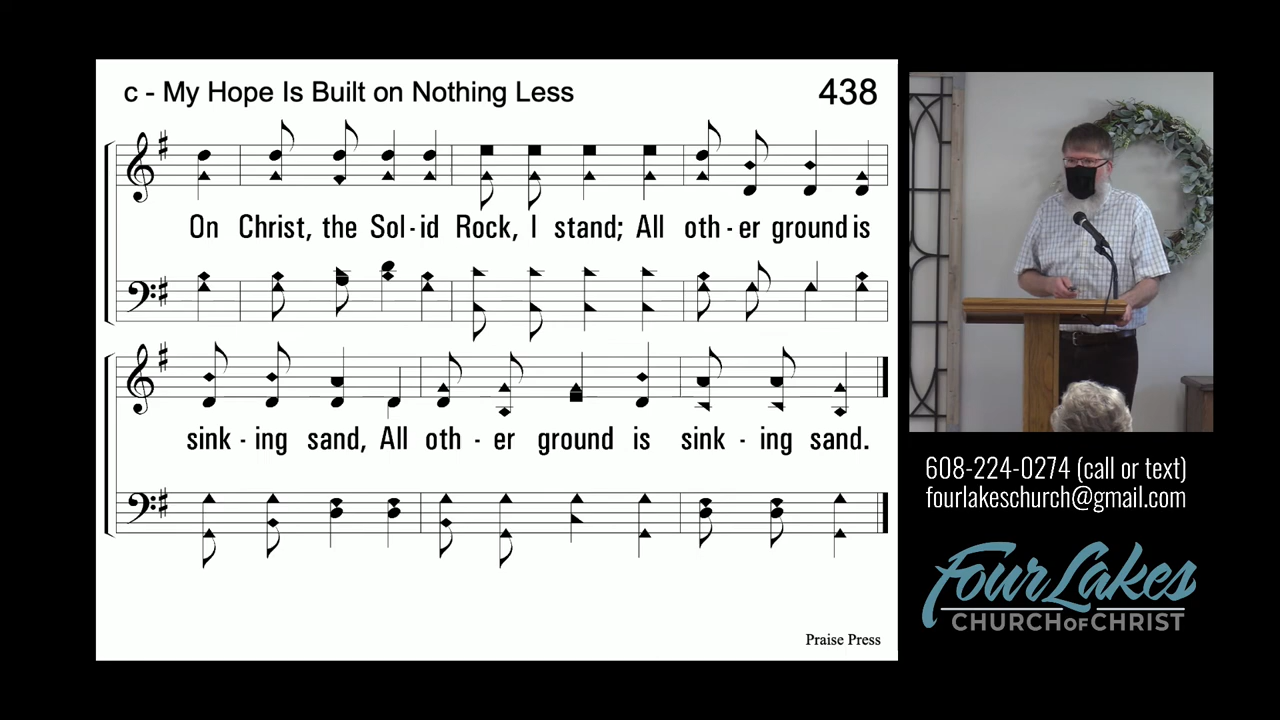 c - My Hope Is Built on Nothing Less 438
On Christ, the Sol - id Rock, I stand; All oth - er ground is
sink - ing sand, All oth - er ground is sink - ing sand.
Praise Press
608-224-0274 (call or text)
fourlakeschurch@gmail.com
Four Lakes
CHURCH OF CHRIST